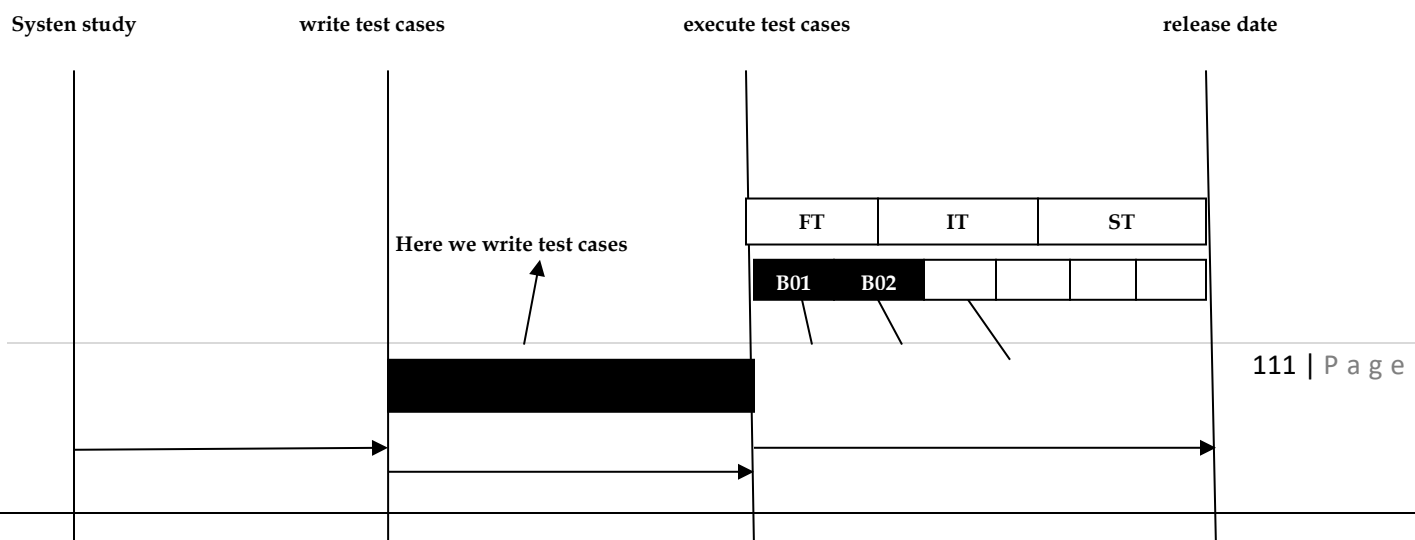 Systen study write test cases execute test cases release date
FT IT ST
Here we write test cases
B01 B02
111 | Page